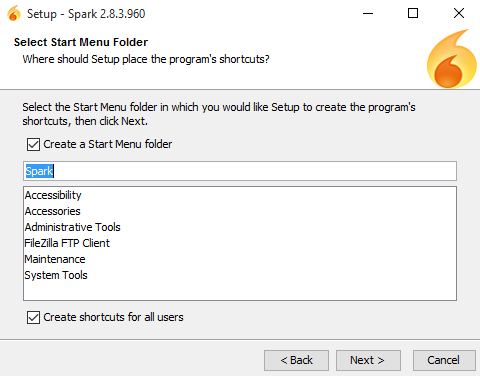 Setup - Spark 2.8.3.960
Select Start Menu Folder
Where should Setup place the program's shortcuts?
Select the Start Menu folder in which you would like Setup to create the program's
shortcuts, then click Next.
Create a Start Menu folder
Spark
Accessibility
Accessories
Administrative Tools
FileZilla FTP Client
Maintenance
System Tools
Create shortcuts for all users
< Back
Next >
Cancel